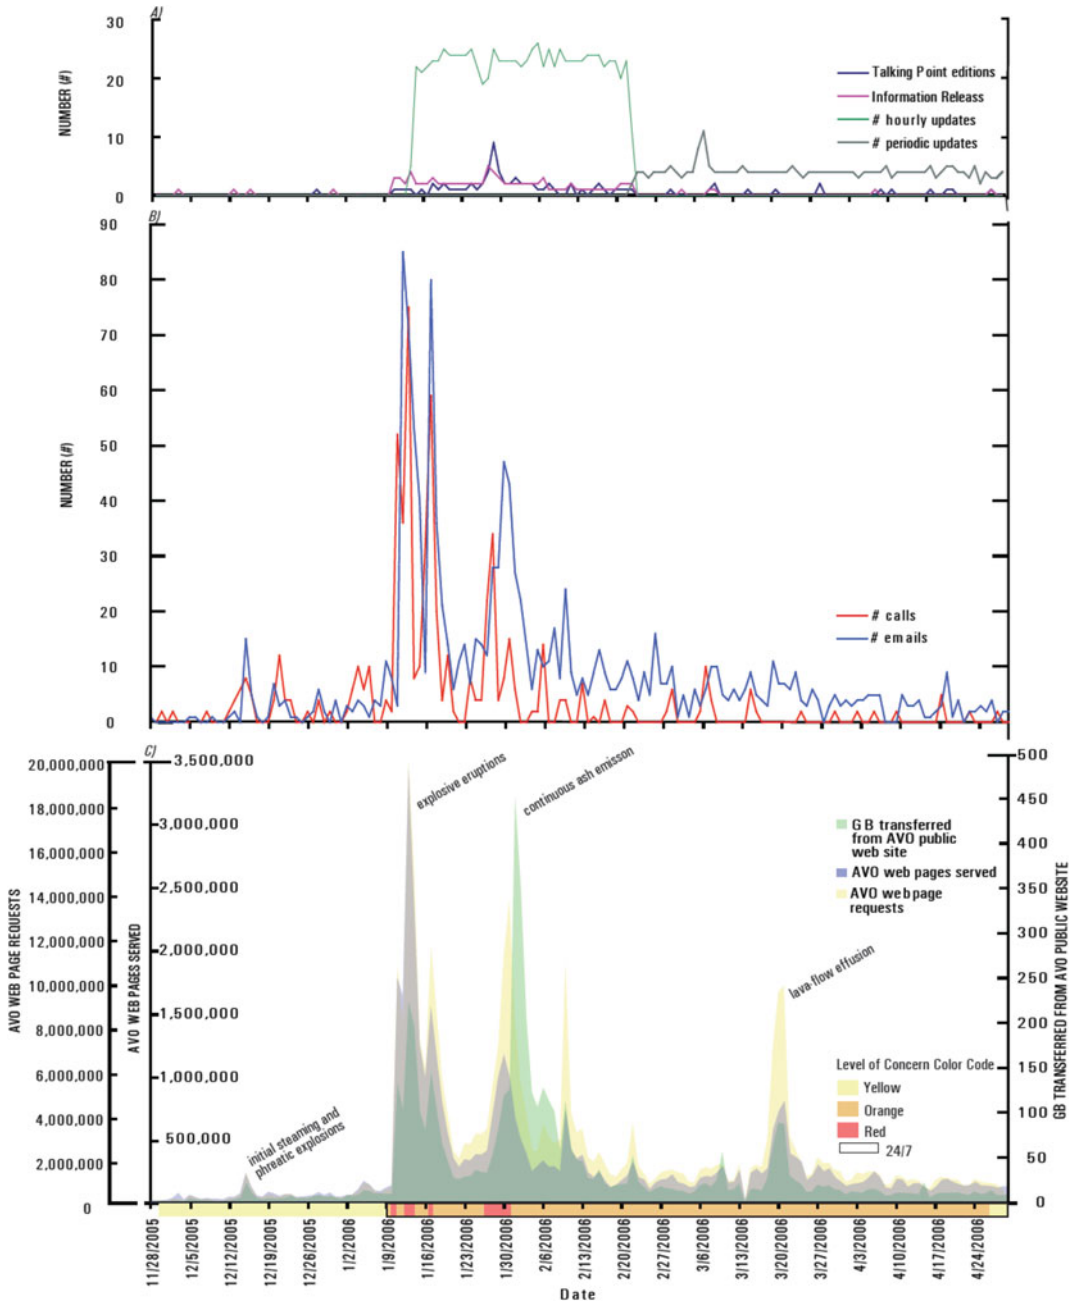 A)
30
20
10
0
NUMBER (#)
Talking Point editions
Information Releass
# hourly updates
# periodic updates
B)
90
80
70
60
50
40
30
20
10
0
NUMBER (#)
# calls
# emails
C)
20,000,000
18,000,000
16,000,000
14,000,000
12,000,000
10,000,000
8,000,000
6,000,000
4,000,000
2,000,000
0
AVO WEB PAGE REQUESTS
3,500,000
3,000,000
2,500,000
2,000,000
1,500,000
1,000,000
500,000
AVO WEB PAGES SERVED
500
450
400
350
300
250
200
150
100
50
0
GB TRANSFERRED FROM AVO PUBLIC WEBSITE
initial steaming and
phreatic explosions
explosive eruptions
continuous ash emisson
lava-flow effusion
GB transferred
from AVO public
web site
AVO web pages served
AVO webpage
requests
Level of Concern Color Code
Yellow
Orange
Red
24/7
11/28/2005
12/5/2005
12/12/2005
12/19/2005
12/26/2005
1/2/2006
1/9/2006
1/16/2006
1/23/2006
1/30/2006
2/6/2006
2/13/2006
2/20/2006
2/27/2006
3/6/2006
3/13/2006
3/20/2006
3/27/2006
4/3/2006
4/10/2006
4/17/2006
4/24/2006
Date